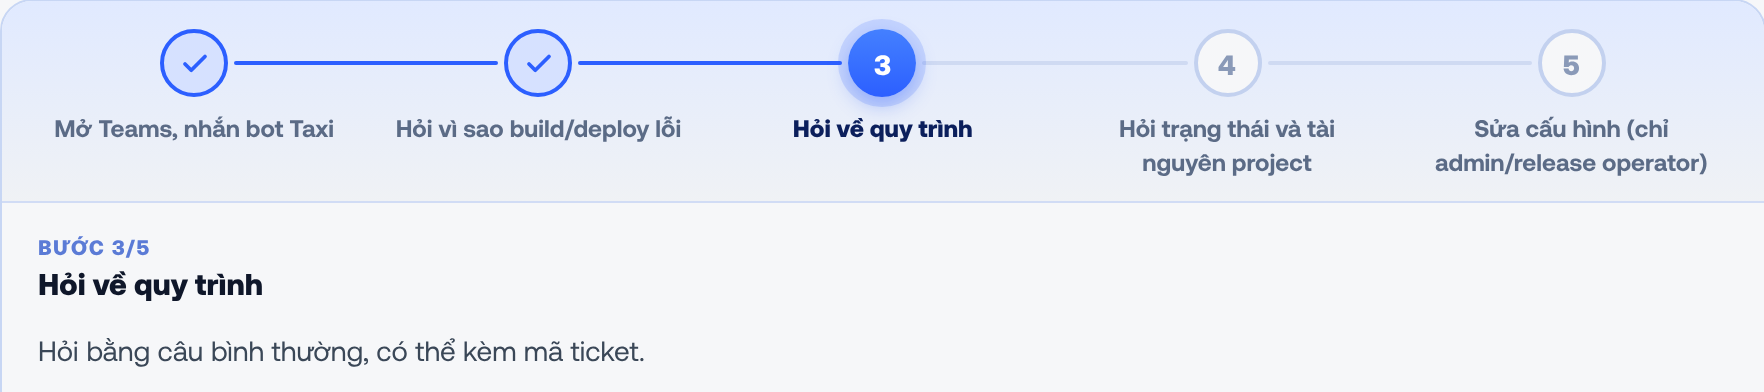 3
4
5
Mở Teams, nhắn bot Taxi
Hỏi vì sao build/deploy lỗi
Hỏi về quy trình
Hỏi trạng thái và tài
nguyên project
Sửa cấu hình (chỉ
admin/release operator)
BƯỚC 3/5
Hỏi về quy trình
Hỏi bằng câu bình thường, có thể kèm mã ticket.